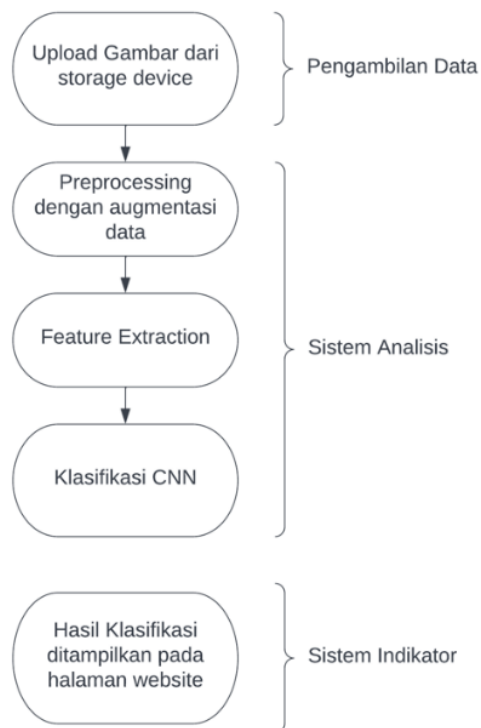 Upload Gambar dari
storage device
Pengambilan Data
Preprocessing
dengan augmentasi
data
Feature Extraction
Sistem Analisis
Klasifikasi CNN
Hasil Klasifikasi
ditampilkan pada
halaman website
Sistem Indikator